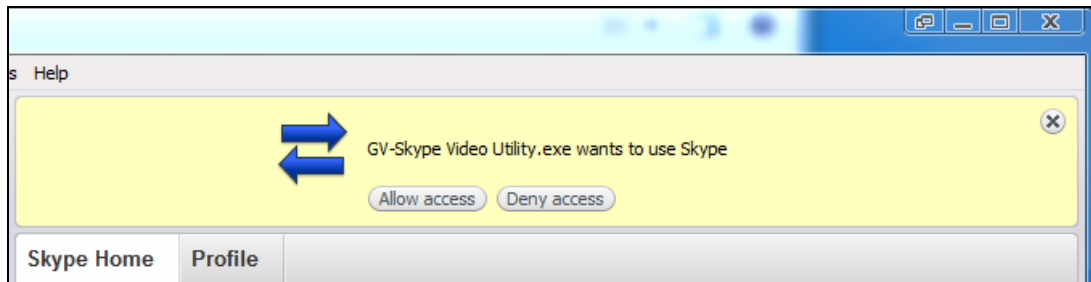 s Help
GV-Skype Video Utility.exe wants to use Skype
Allow access Deny access
Skype Home Profile